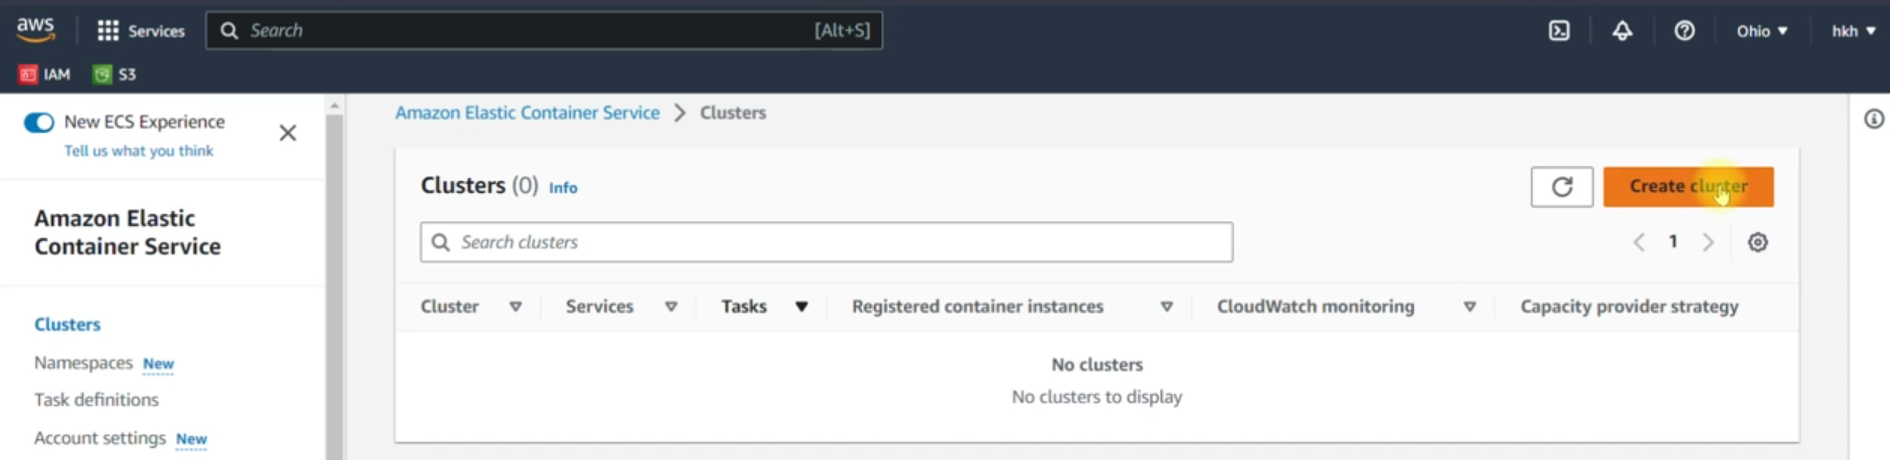 aws Services Search [Alt+S] Ohio hkh
IAM S3
New ECS Experience
Tell us what you think
Amazon Elastic
Container Service
Clusters
Namespaces New
Task definitions
Account settings New
Amazon Elastic Container Service > Clusters
Clusters (0) Info
Create cluster
Search clusters
1
Cluster Services Tasks Registered container instances CloudWatch monitoring Capacity provider strategy
No clusters
No clusters to display